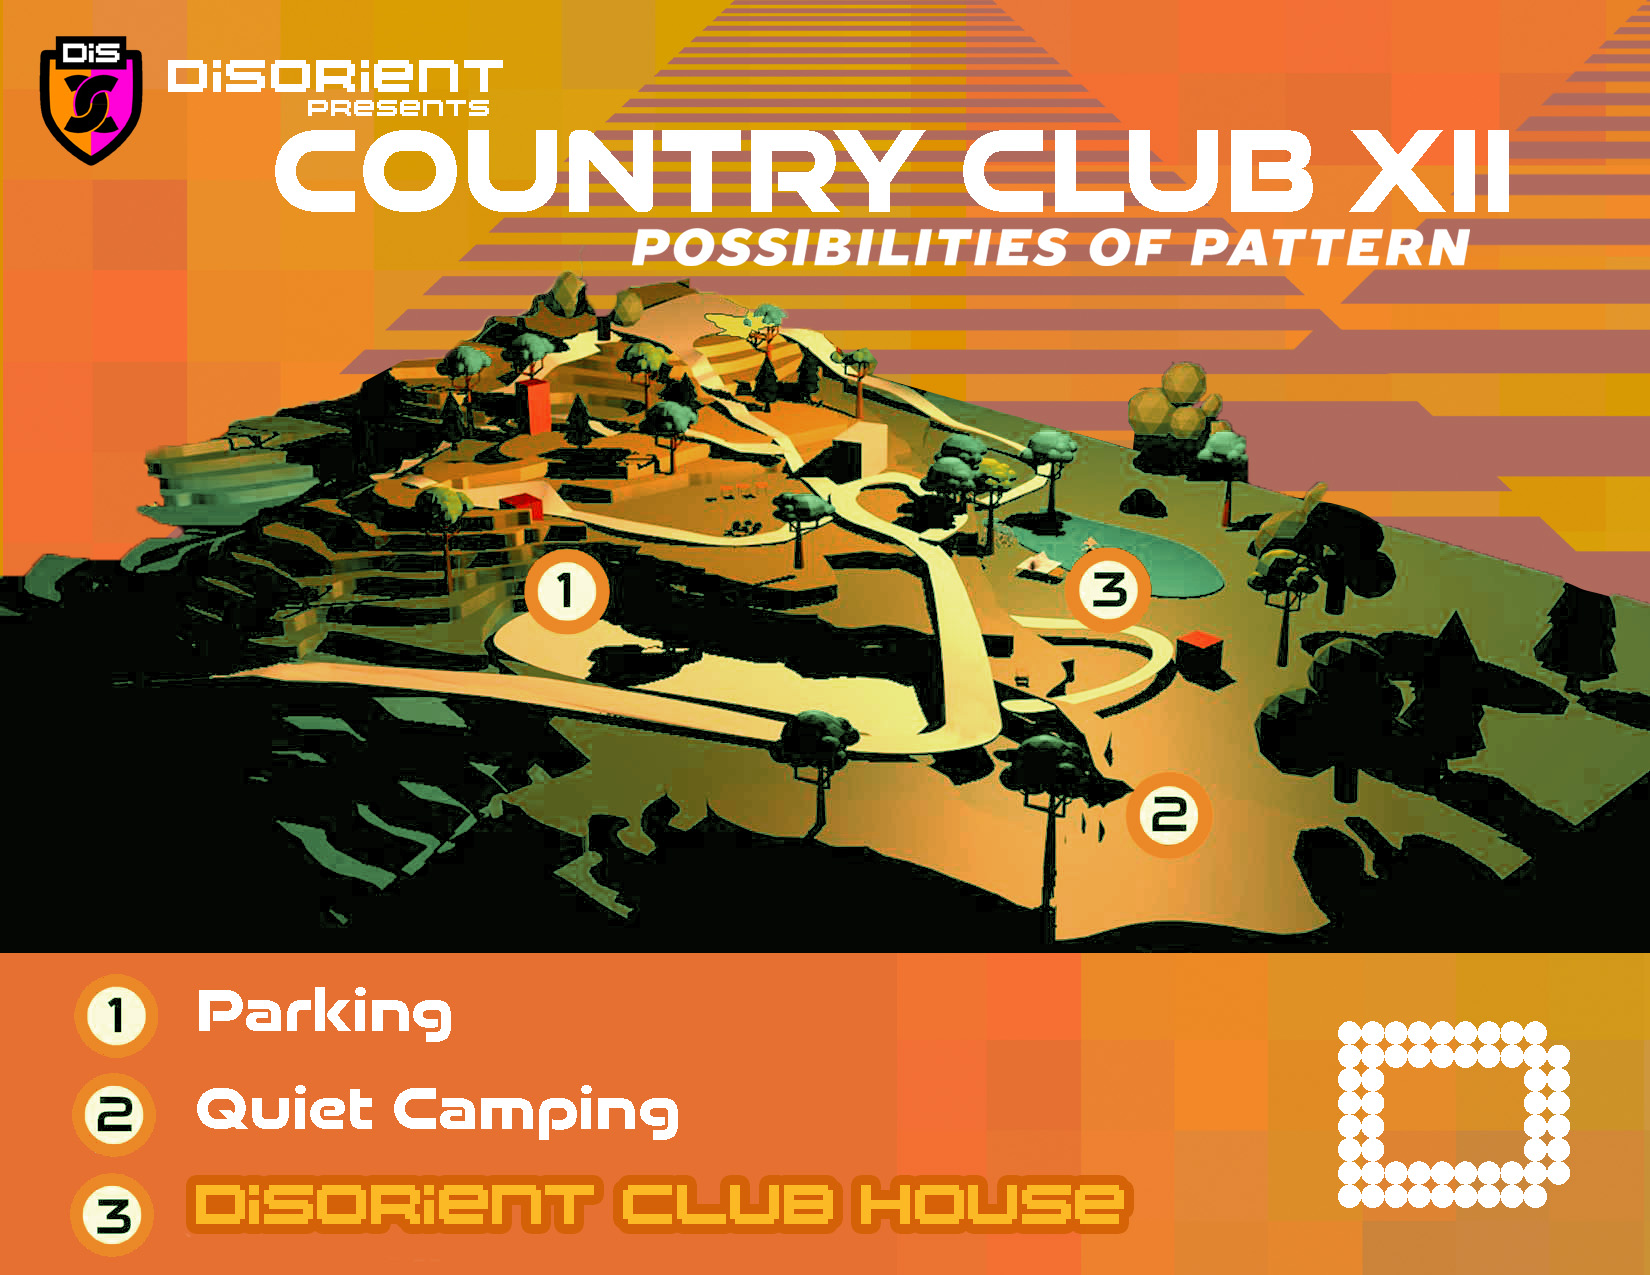 DiS
DiSORiENT
PRESENTS
COUNTRY CLUB XII
POSSIBILITIES OF PATTERN
1
3
2
1 Parking
2 Quiet Camping
3 DiSORiENT CLUB HOUSE